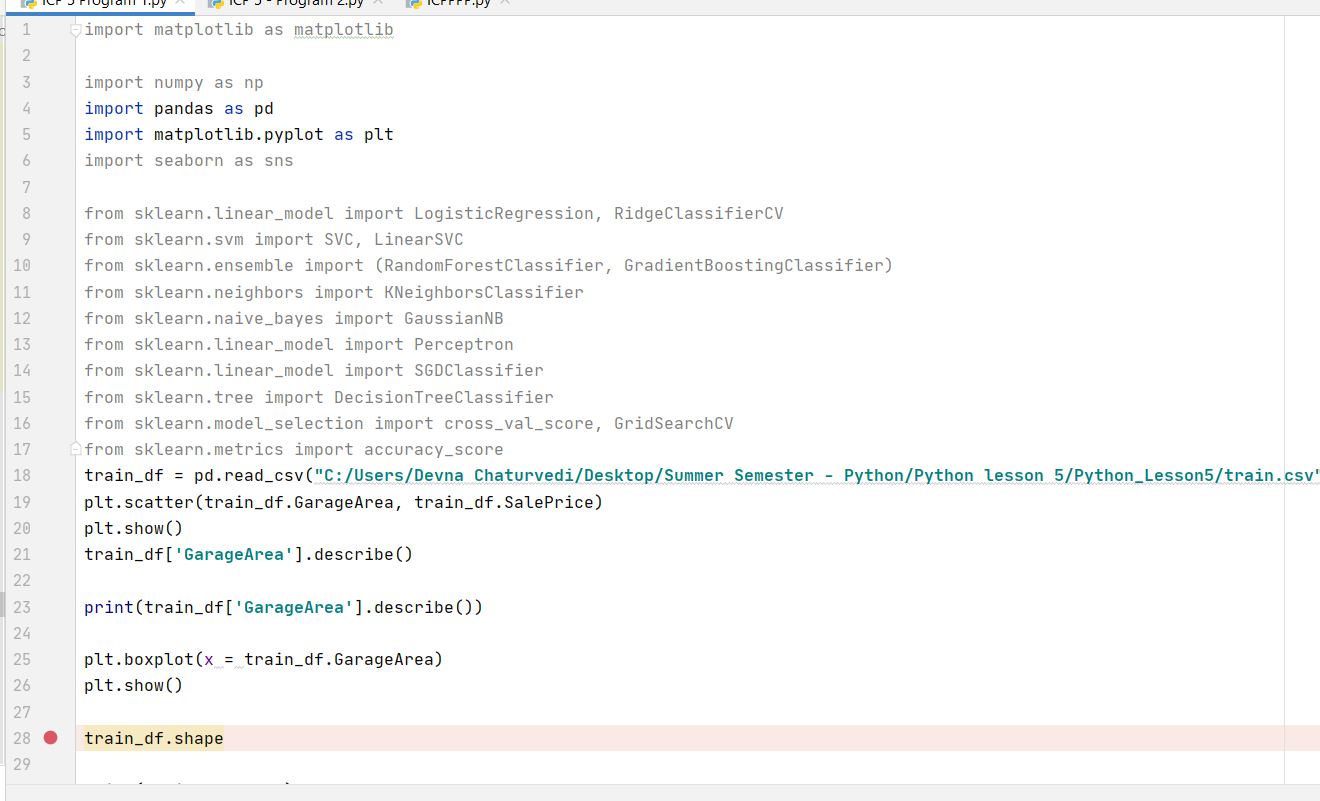 ICP 5 Program 1.py ICP 5 - Program 2.py ICPPPP.py
1 import matplotlib as matplotlib
2
3 import numpy as np
4 import pandas as pd
5 import matplotlib.pyplot as plt
6 import seaborn as sns
7
8 from sklearn.linear_model import LogisticRegression, RidgeClassifierCV
9 from sklearn.svm import SVC, LinearSVC
10 from sklearn.ensemble import (RandomForestClassifier, GradientBoostingClassifier)
11 from sklearn.neighbors import KNeighborsClassifier
12 from sklearn.naive_bayes import GaussianNB
13 from sklearn.linear_model import Perceptron
14 from sklearn.linear_model import SGDClassifier
15 from sklearn.tree import DecisionTreeClassifier
16 from sklearn.model_selection import cross_val_score, GridSearchCV
17 from sklearn.metrics import accuracy_score
18 train_df = pd.read_csv("C:/Users/Devna Chaturvedi/Desktop/Summer Semester - Python/Python lesson 5/Python_Lesson5/train.csv"
19 plt.scatter(train_df.GarageArea, train_df.SalePrice)
20 plt.show()
21 train_df['GarageArea'].describe()
22
23 print(train_df['GarageArea'].describe())
24
25 plt.boxplot(x = train_df.GarageArea)
26 plt.show()
27
28 train_df.shape
29